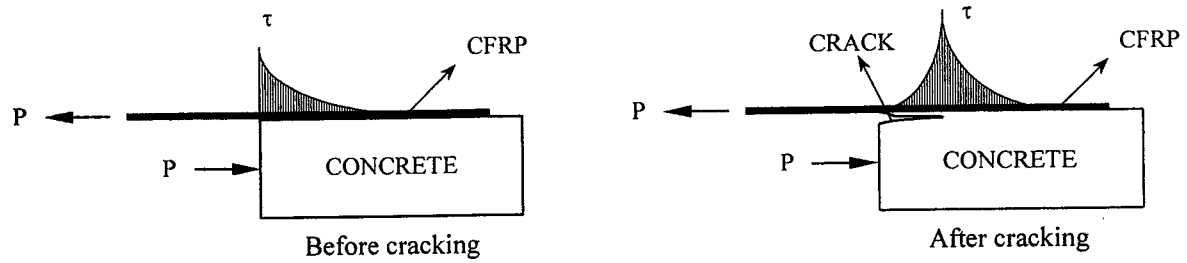 τ
CFRP
P
P
CONCRETE
Before cracking
τ
CRACK
CFRP
P
P
CONCRETE
After cracking